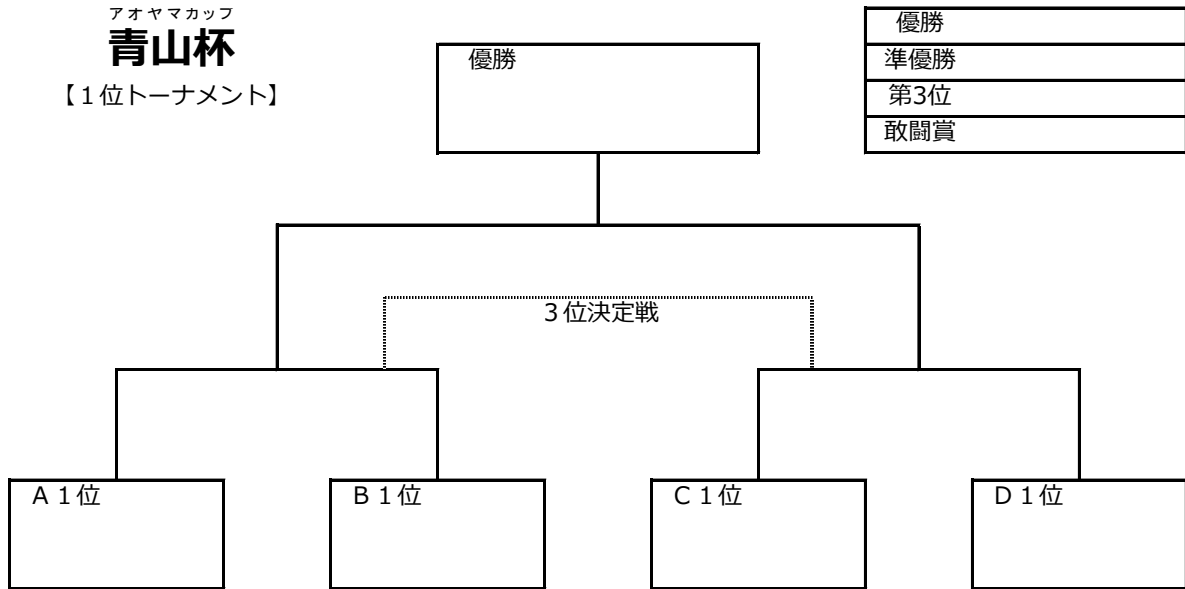 アオヤマカップ
青山杯
【１位トーナメント】
優勝
優勝
準優勝
第3位
敢闘賞
３位決定戦
Ａ１位
Ｂ１位
Ｃ１位
Ｄ１位